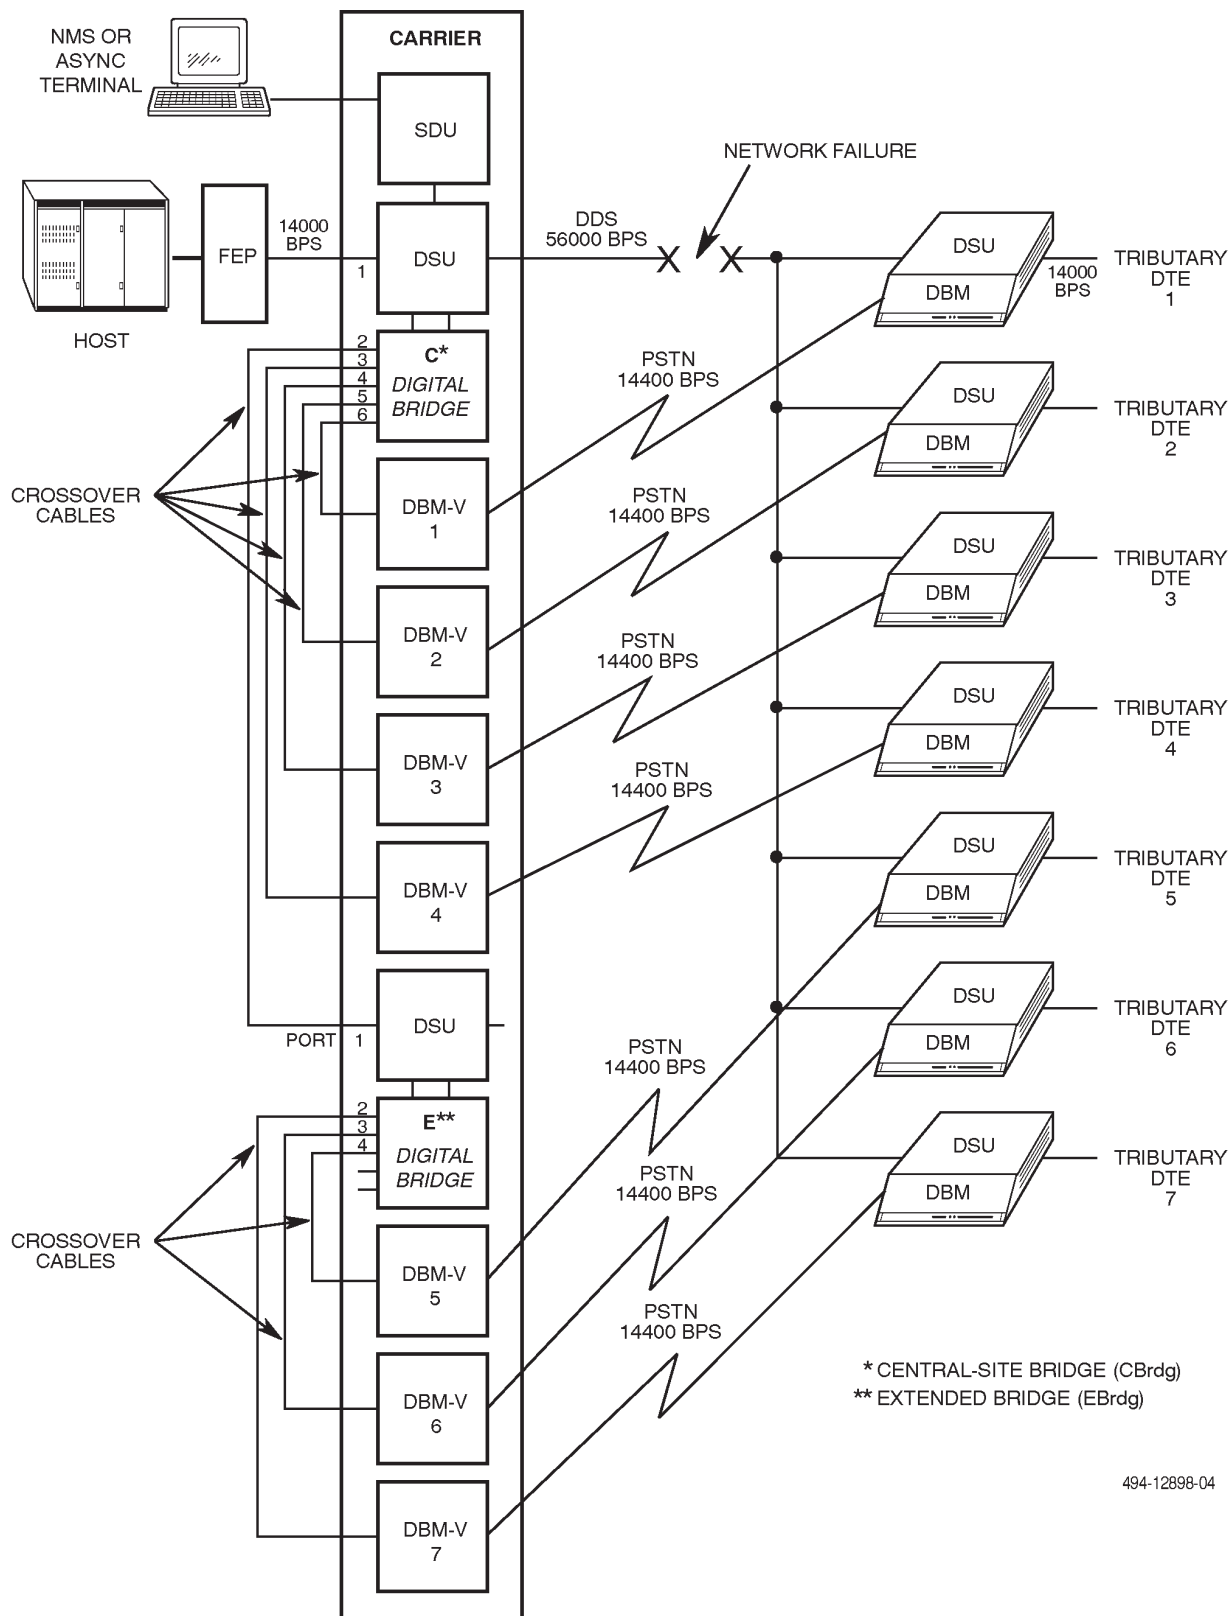 NMS OR
ASYNC
TERMINAL
CARRIER
SDU
NETWORK FAILURE
HOST
FEP
14000
BPS
1
DSU
DDS
56000 BPS
DSU
DBM
14000
BPS
TRIBUTARY
DTE
1
2
3
4
5
6
C*
DIGITAL
BRIDGE
PSTN
14400 BPS
DSU
DBM
TRIBUTARY
DTE
2
CROSSOVER
CABLES
DBM-V
1
PSTN
14400 BPS
DSU
DBM
TRIBUTARY
DTE
3
DBM-V
2
PSTN
14400 BPS
DSU
DBM
TRIBUTARY
DTE
4
DBM-V
3
PSTN
14400 BPS
DSU
DBM
TRIBUTARY
DTE
5
DBM-V
4
PORT 1
DSU
PSTN
14400 BPS
DSU
DBM
TRIBUTARY
DTE
6
2
3
4
E**
DIGITAL
BRIDGE
PSTN
14400 BPS
DSU
DBM
TRIBUTARY
DTE
7
CROSSOVER
CABLES
DBM-V
5
PSTN
14400 BPS
DBM-V
6
DBM-V
7
* CENTRAL-SITE BRIDGE (CBrdg)
** EXTENDED BRIDGE (EBrdg)
494-12898-04